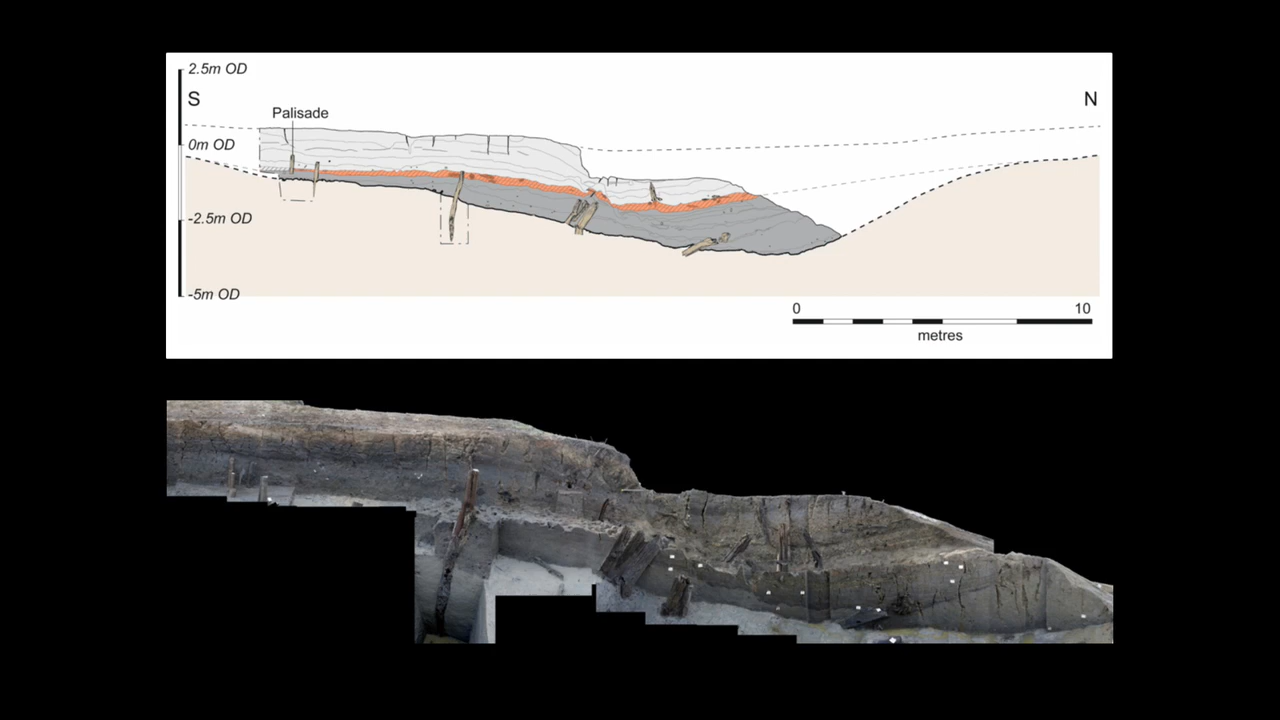 2.5m OD
S
N
Palisade
0m OD
-2.5m OD
-5m OD
0 10
metres